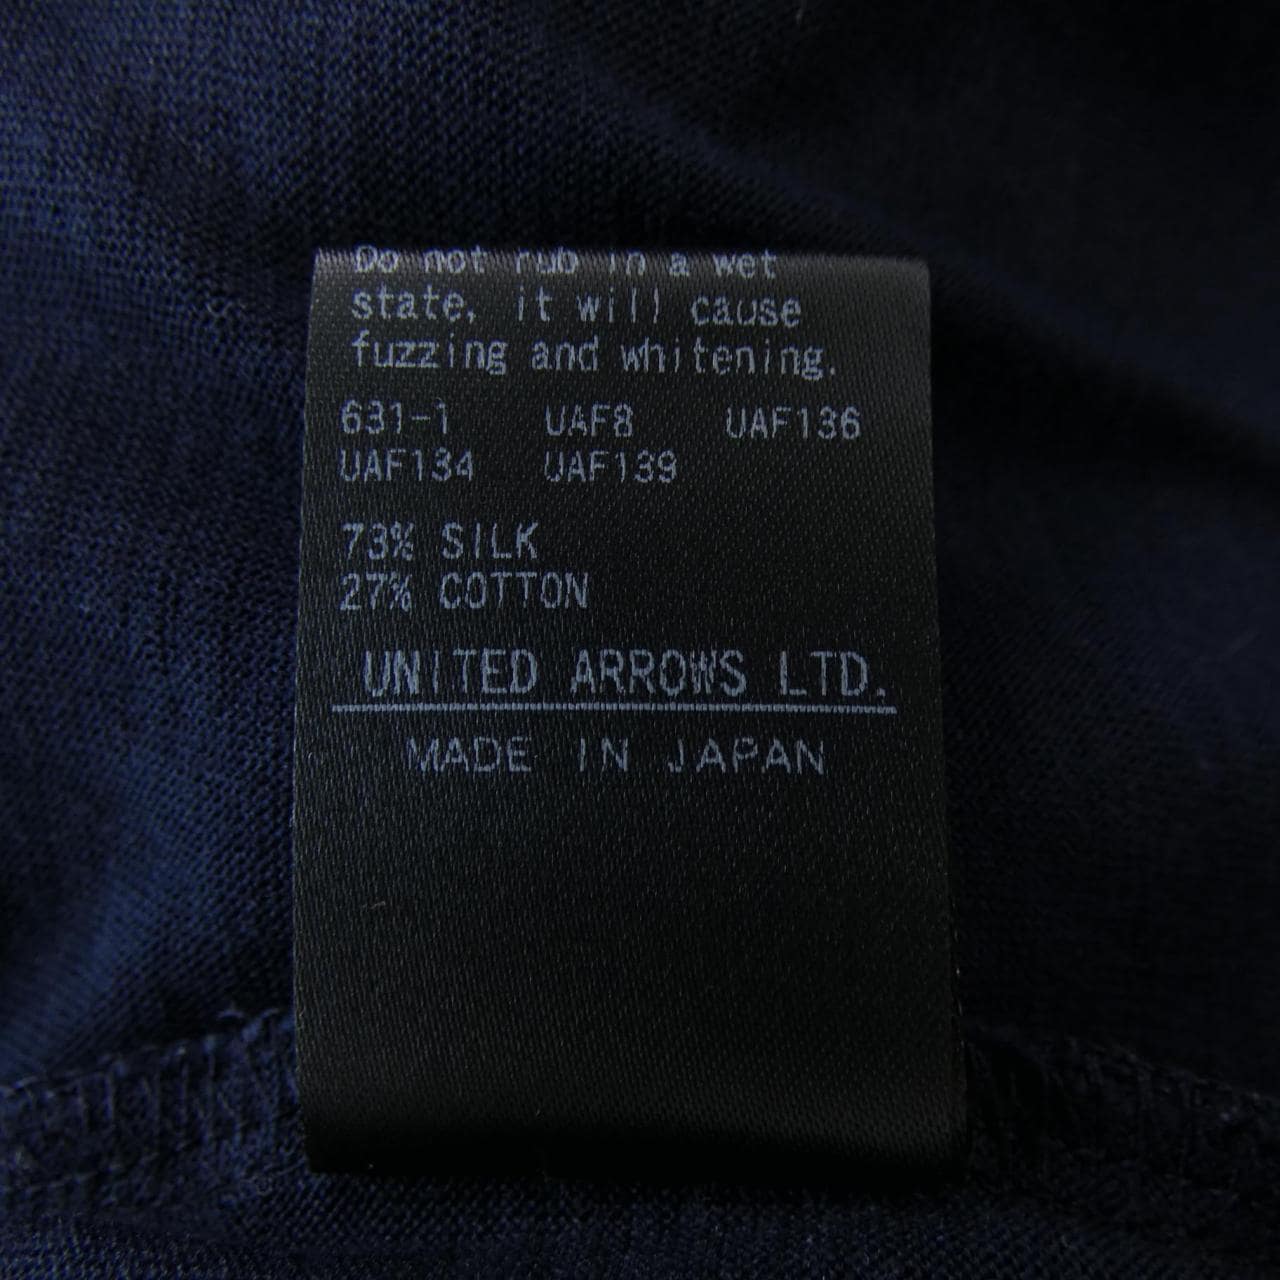 Do not rub in a wet
state, it will cause
fuzzing and whitening.
631-1 UAF8 UAF136
UAF134 UAF139
73% SILK
27% COTTON
UNITED ARROWS LTD.
MADE IN JAPAN